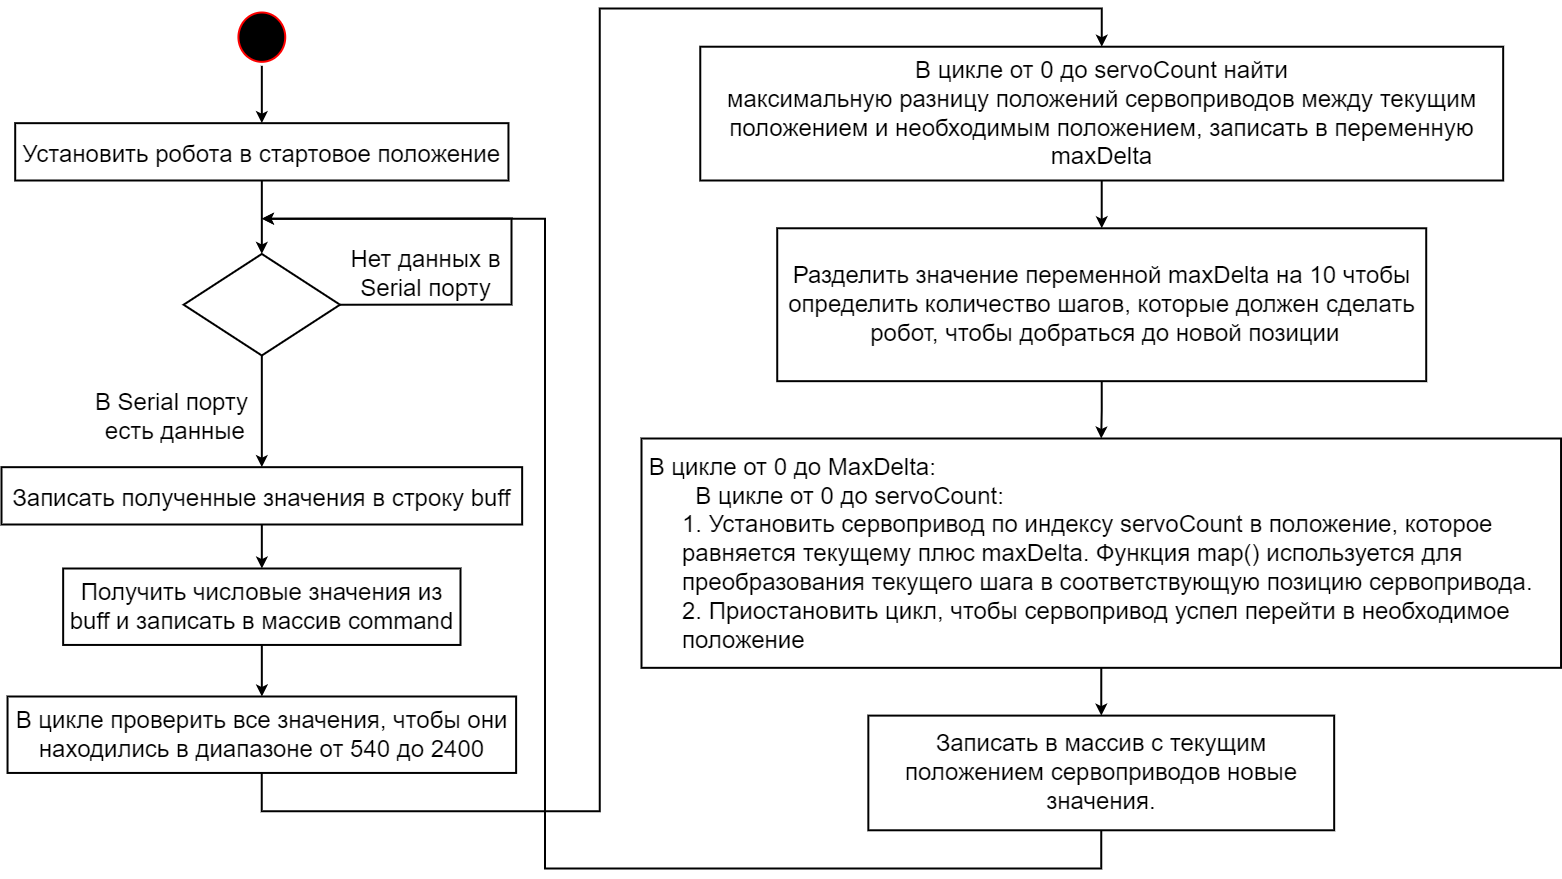 Установить робота в стартовое положение
Нет данных в
Serial порту
В Serial порту
есть данные
Записать полученные значения в строку buff
Получить числовые значения из
buff и записать в массив command
В цикле проверить все значения, чтобы они
находились в диапазоне от 540 до 2400
В цикле от 0 до servoCount найти
максимальную разницу положений сервоприводов между текущим
положением и необходимым положением, записать в переменную
maxDelta
Разделить значение переменной maxDelta на 10 чтобы
определить количество шагов, которые должен сделать
робот, чтобы добраться до новой позиции
В цикле от 0 до MaxDelta:
В цикле от 0 до servoCount:
1. Установить сервопривод по индексу servoCount в положение, которое
равняется текущему плюс maxDelta. Функция map() используется для
преобразования текущего шага в соответствующую позицию сервопривода.
2. Приостановить цикл, чтобы сервопривод успел перейти в необходимое
положение
Записать в массив с текущим
положением сервоприводов новые
значения.